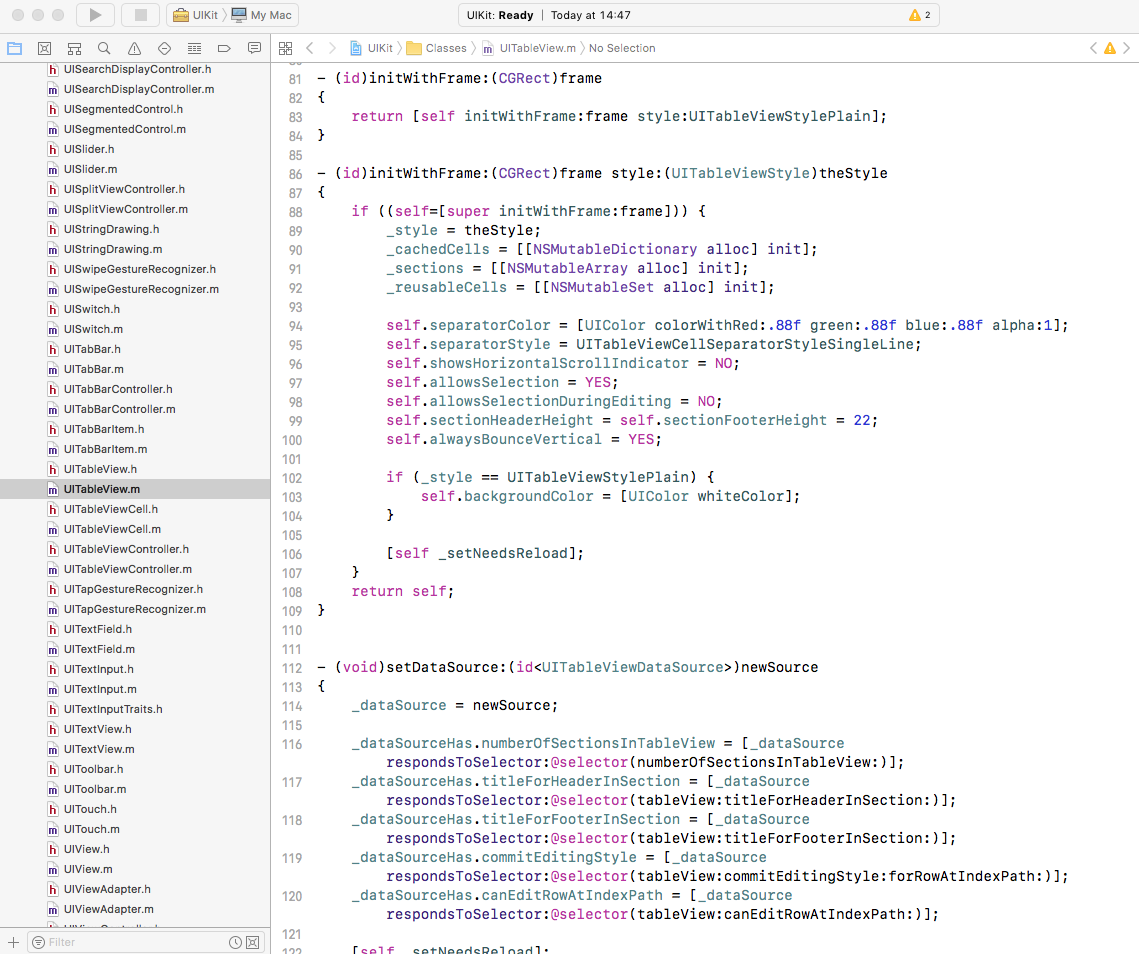 UIKit My Mac UIKit: Ready | Today at 14:47 2
UIKit Classes m UITableView.m No Selection
h UISearchDisplayController.h
m UISearchDisplayController.m
h UISegmentedControl.h
m UISegmentedControl.m
h UISlider.h
m UISlider.m
h UISplitViewController.h
m UISplitViewController.m
h UIStringDrawing.h
m UIStringDrawing.m
h UISwipeGestureRecognizer.h
m UISwipeGestureRecognizer.m
h UISwitch.h
m UISwitch.m
h UITabBar.h
m UITabBar.m
h UITabBarController.h
m UITabBarController.m
h UITabBarItem.h
m UITabBarItem.m
h UITableView.h
m UITableView.m
h UITableViewCell.h
m UITableViewCell.m
h UITableViewController.h
m UITableViewController.m
h UITapGestureRecognizer.h
m UITapGestureRecognizer.m
h UITextField.h
m UITextField.m
h UITextInput.h
m UITextInput.m
h UITextInputTraits.h
h UITextView.h
m UITextView.m
h UIToolbar.h
m UIToolbar.m
h UITouch.h
m UITouch.m
h UIView.h
m UIView.m
h UIViewAdapter.h
m UIViewAdapter.m
Filter
81 - (id)initWithFrame:(CGRect)frame
82 {
83 return [self initWithFrame:frame style:UITableViewStylePlain];
84 }
85
86 - (id)initWithFrame:(CGRect)frame style:(UITableViewStyle)theStyle
87 {
88 if ((self=[super initWithFrame:frame])) {
89 _style = theStyle;
90 _cachedCells = [[NSMutableDictionary alloc] init];
91 _sections = [[NSMutableArray alloc] init];
92 _reusableCells = [[NSMutableSet alloc] init];
93
94 self.separatorColor = [UIColor colorWithRed:.88f green:.88f blue:.88f alpha:1];
95 self.separatorStyle = UITableViewCellSeparatorStyleSingleLine;
96 self.showsHorizontalScrollIndicator = NO;
97 self.allowsSelection = YES;
98 self.allowsSelectionDuringEditing = NO;
99 self.sectionHeaderHeight = self.sectionFooterHeight = 22;
100 self.alwaysBounceVertical = YES;
101
102 if (_style == UITableViewStylePlain) {
103 self.backgroundColor = [UIColor whiteColor];
104 }
105
106 [self _setNeedsReload];
107 }
108 return self;
109 }
110
111
112 - (void)setDataSource:(id<UITableViewDataSource>)newSource
113 {
114 _dataSource = newSource;
115
116 _dataSourceHas.numberOfSectionsInTableView = [_dataSource
respondsToSelector:@selector(numberOfSectionsInTableView:)];
117 _dataSourceHas.titleForHeaderInSection = [_dataSource
respondsToSelector:@selector(tableView:titleForHeaderInSection:)];
118 _dataSourceHas.titleForFooterInSection = [_dataSource
respondsToSelector:@selector(tableView:titleForFooterInSection:)];
119 _dataSourceHas.commitEditingStyle = [_dataSource
respondsToSelector:@selector(tableView:commitEditingStyle:forRowAtIndexPath:)];
120 _dataSourceHas.canEditRowAtIndexPath = [_dataSource
respondsToSelector:@selector(tableView:canEditRowAtIndexPath:)];
121
122 [self _setNeedsReload];